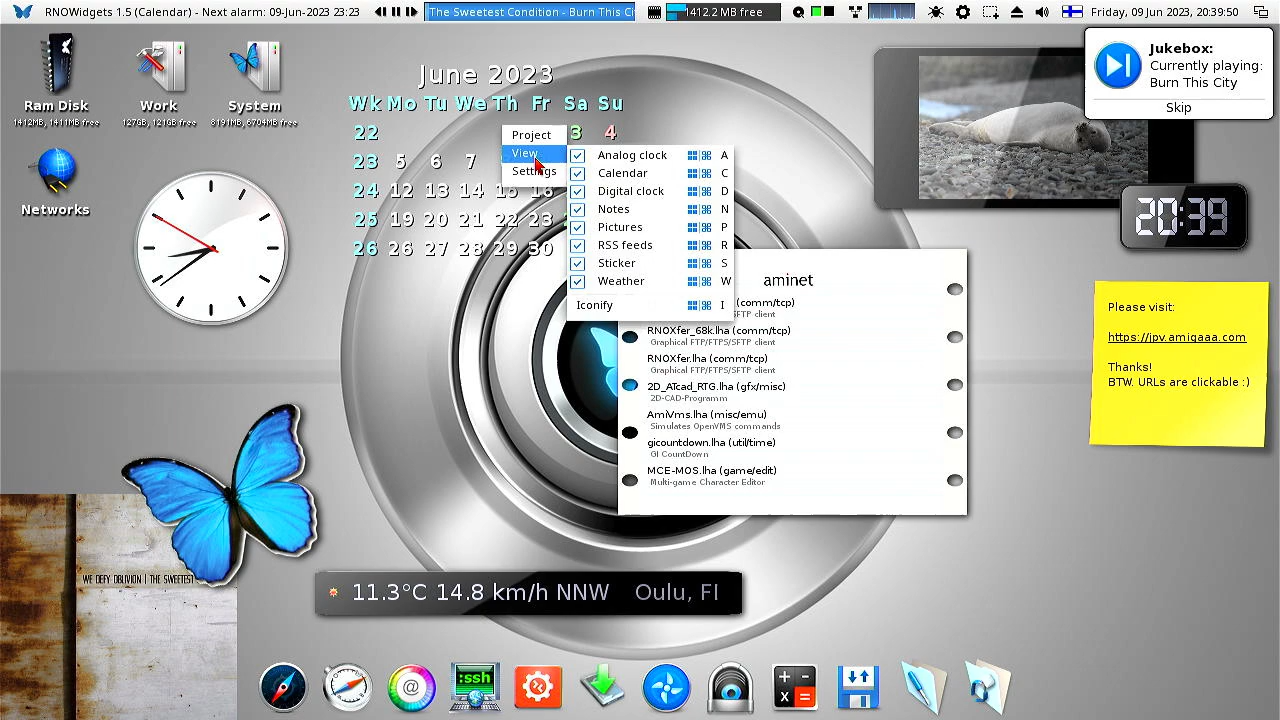 RNOWidgets 1.5 (Calendar) - Next alarm: 09-Jun-2023 23:23
The Sweetest Condition - Burn This Ci
1412.2 MB free
Friday, 09 Jun 2023, 20:39:50
Jukebox:
Currently playing:
Burn This City
Skip
Ram Disk
1412MB, 1411MB free
Work
127GB, 121GB free
System
8191MB, 6704MB free
Networks
June 2023
Wk Mo Tu We Th Fr Sa Su
22 3 4
23 5 6 7
24 12 13 14 15 16
25 19 20 21 22 23
26 26 27 28 29 30
Project
View
Settings
Analog clock A
Calendar C
Digital clock D
Notes N
Pictures P
RSS feeds R
Sticker S
Weather W
Iconify I
20:39
aminet
(comm/tcp)
SFTP client
RNOXfer_68k.lha (comm/tcp)
Graphical FTP/FTPS/SFTP client
RNOXfer.lha (comm/tcp)
Graphical FTP/FTPS/SFTP client
2D_ATcad_RTG.lha (gfx/misc)
2D-CAD-Programm
AmiVms.lha (misc/emu)
Simulates OpenVMS commands
gicountdown.lha (util/time)
GI CountDown
MCE-MOS.lha (game/edit)
Multi-game Character Editor
Please visit:
https://jpv.amigaaa.com
Thanks!
BTW. URLs are clickable :)
WE DEFY OBLIVION | THE SWEETEST
11.3°C 14.8 km/h NNW Oulu, FI
@
:ssh